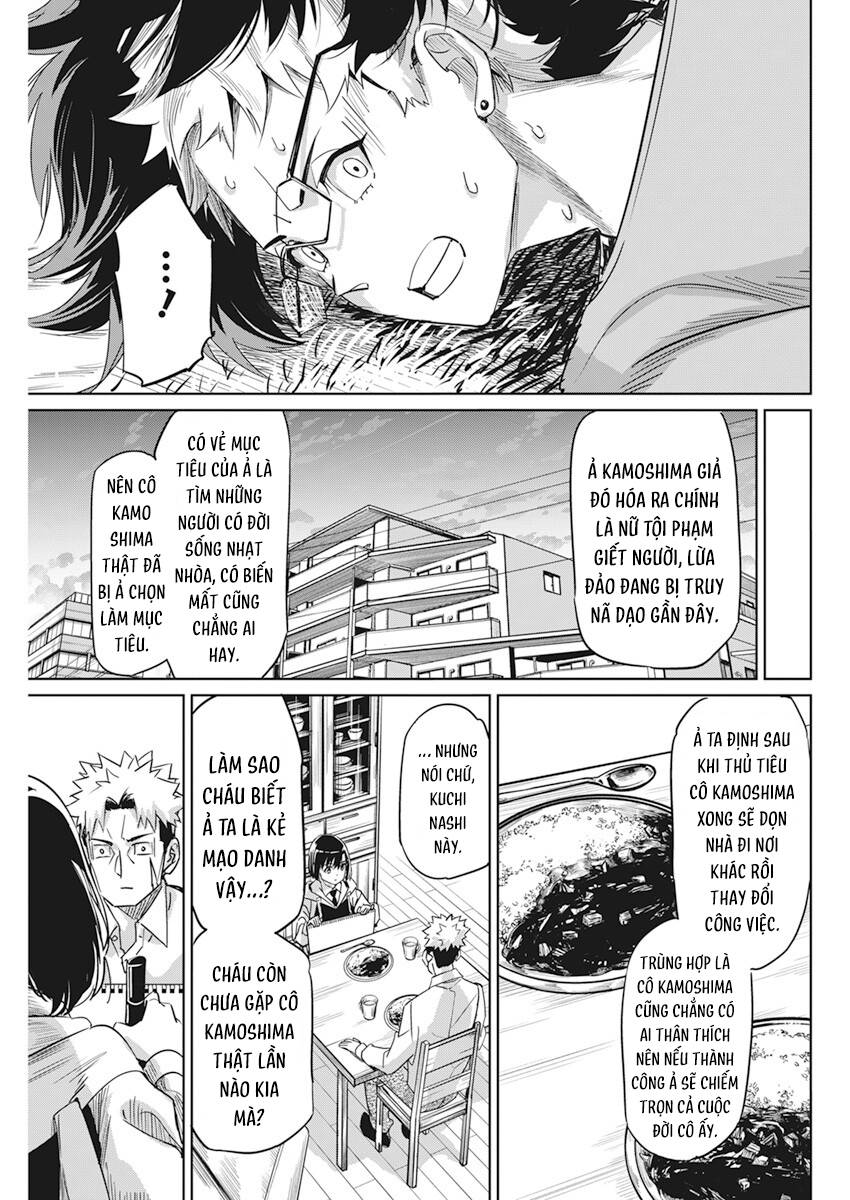 ...!
Ả KAMOSHIMA GIẢ
ĐÓ HÓA RA CHÍNH
LÀ NỮ TỘI PHẠM
GIẾT NGƯỜI, LỪA
ĐẢO ĐANG BỊ TRUY
NÃ DẠO GẦN ĐÂY.
CÓ VẺ MỤC
TIÊU CỦA Ả LÀ
TÌM NHỮNG
NGƯỜI CÓ ĐỜI
SỐNG NHẠT
NHÒA, CÓ BIẾN
MẤT CŨNG
CHẲNG AI
HAY.
NÊN CÔ
KAMO
SHIMA
THẬT ĐÃ
BỊ Ả CHỌN
LÀM MỤC
TIÊU.
Ả TA ĐỊNH SAU
KHI THỦ TIÊU
CÔ KAMOSHIMA
XONG SẼ DỌN
NHÀ ĐI NƠI
KHÁC RỒI
THAY ĐỔI
CÔNG VIỆC.
TRÙNG HỢP LÀ
CÔ KAMOSHIMA
CŨNG CHẲNG CÓ
AI THÂN THÍCH
NÊN NẾU THÀNH
CÔNG Ả SẼ CHIẾM
TRỌN CẢ CUỘC
ĐỜI CÔ ẤY.
... NHƯNG
NÓI CHỨ,
KUCHI
NASHI
NÀY.
LÀM SAO
CHÁU BIẾT
Ả TA LÀ KẺ
MẠO DANH
VẬY...?
CHÁU CÒN
CHƯA GẶP CÔ
KAMOSHIMA
THẬT LẦN
NÀO KIA
MÀ?